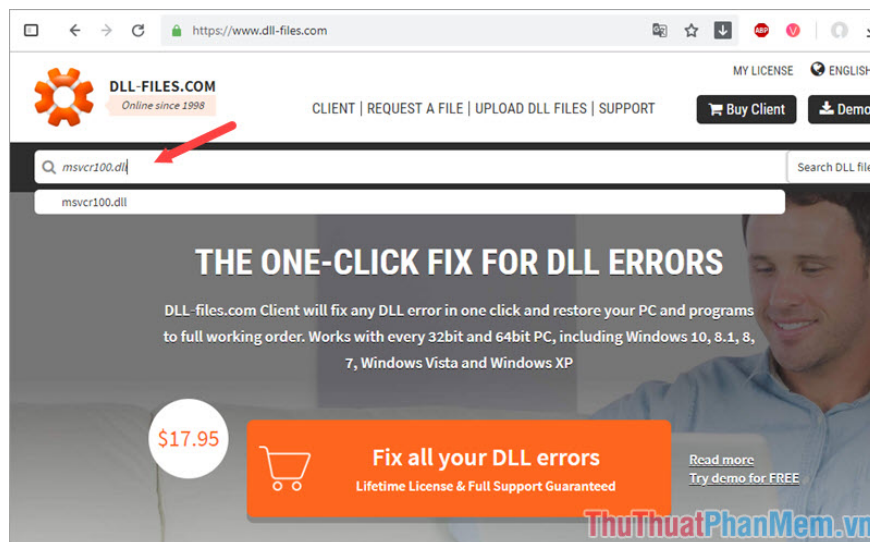 https://www.dll-files.com
ABP
V
MY LICENSE ENGLISH
DLL-FILES.COM
Online since 1998
CLIENT | REQUEST A FILE | UPLOAD DLL FILES | SUPPORT
Buy Client
Demo
msvcr100.dll
Search DLL file
msvcr100.dll
THE ONE-CLICK FIX FOR DLL ERRORS
DLL-files.com Client will fix any DLL error in one click and restore your PC and programs
to full working order. Works with every 32bit and 64bit PC, including Windows 10, 8.1, 8,
7, Windows Vista and Windows XP
$17.95
Fix all your DLL errors
Lifetime License & Full Support Guaranteed
Read more
Try demo for FREE
ThuThuatPhanMem.vn